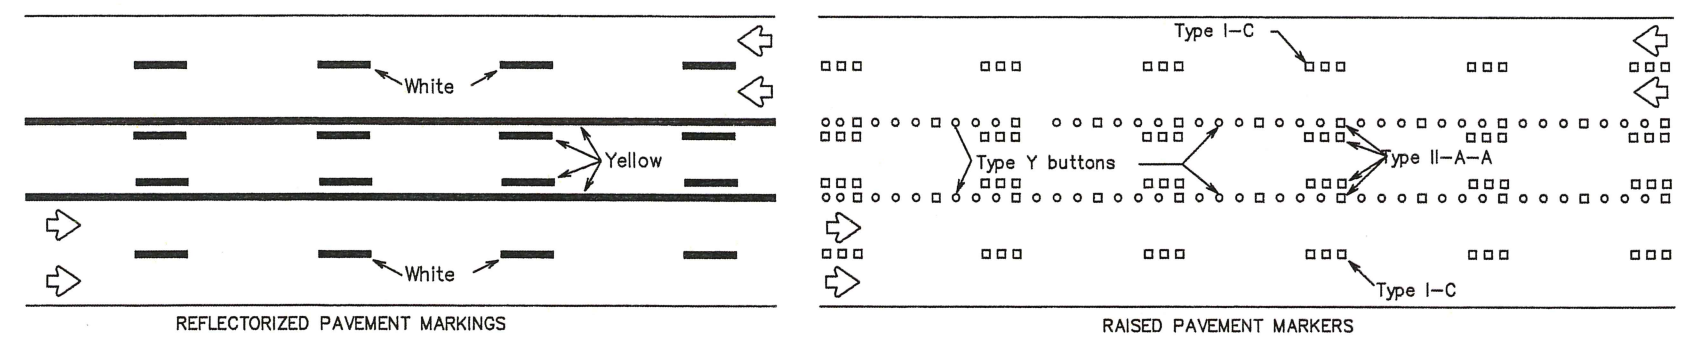 Type I-C
White
Yellow
Type Y buttons
Type II-A-A
White
Type I-C
REFLECTORIZED PAVEMENT MARKINGS
RAISED PAVEMENT MARKERS